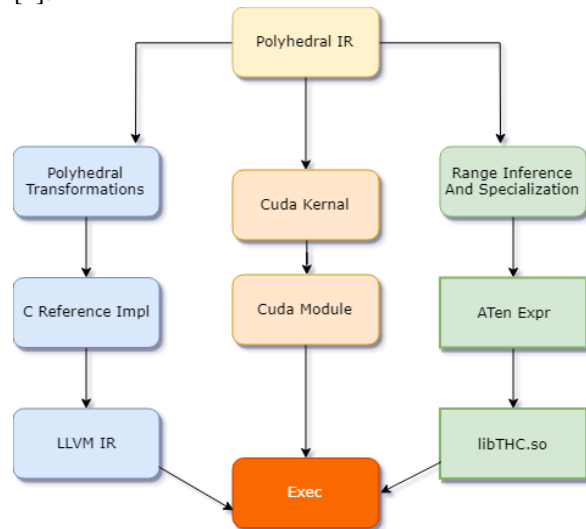 Polyhedral IR
Polyhedral
Transformations
Cuda Kernal
Range Inference
And Specialization
C Reference Impl
Cuda Module
ATen Expr
LLVM IR
libTHC.so
Exec